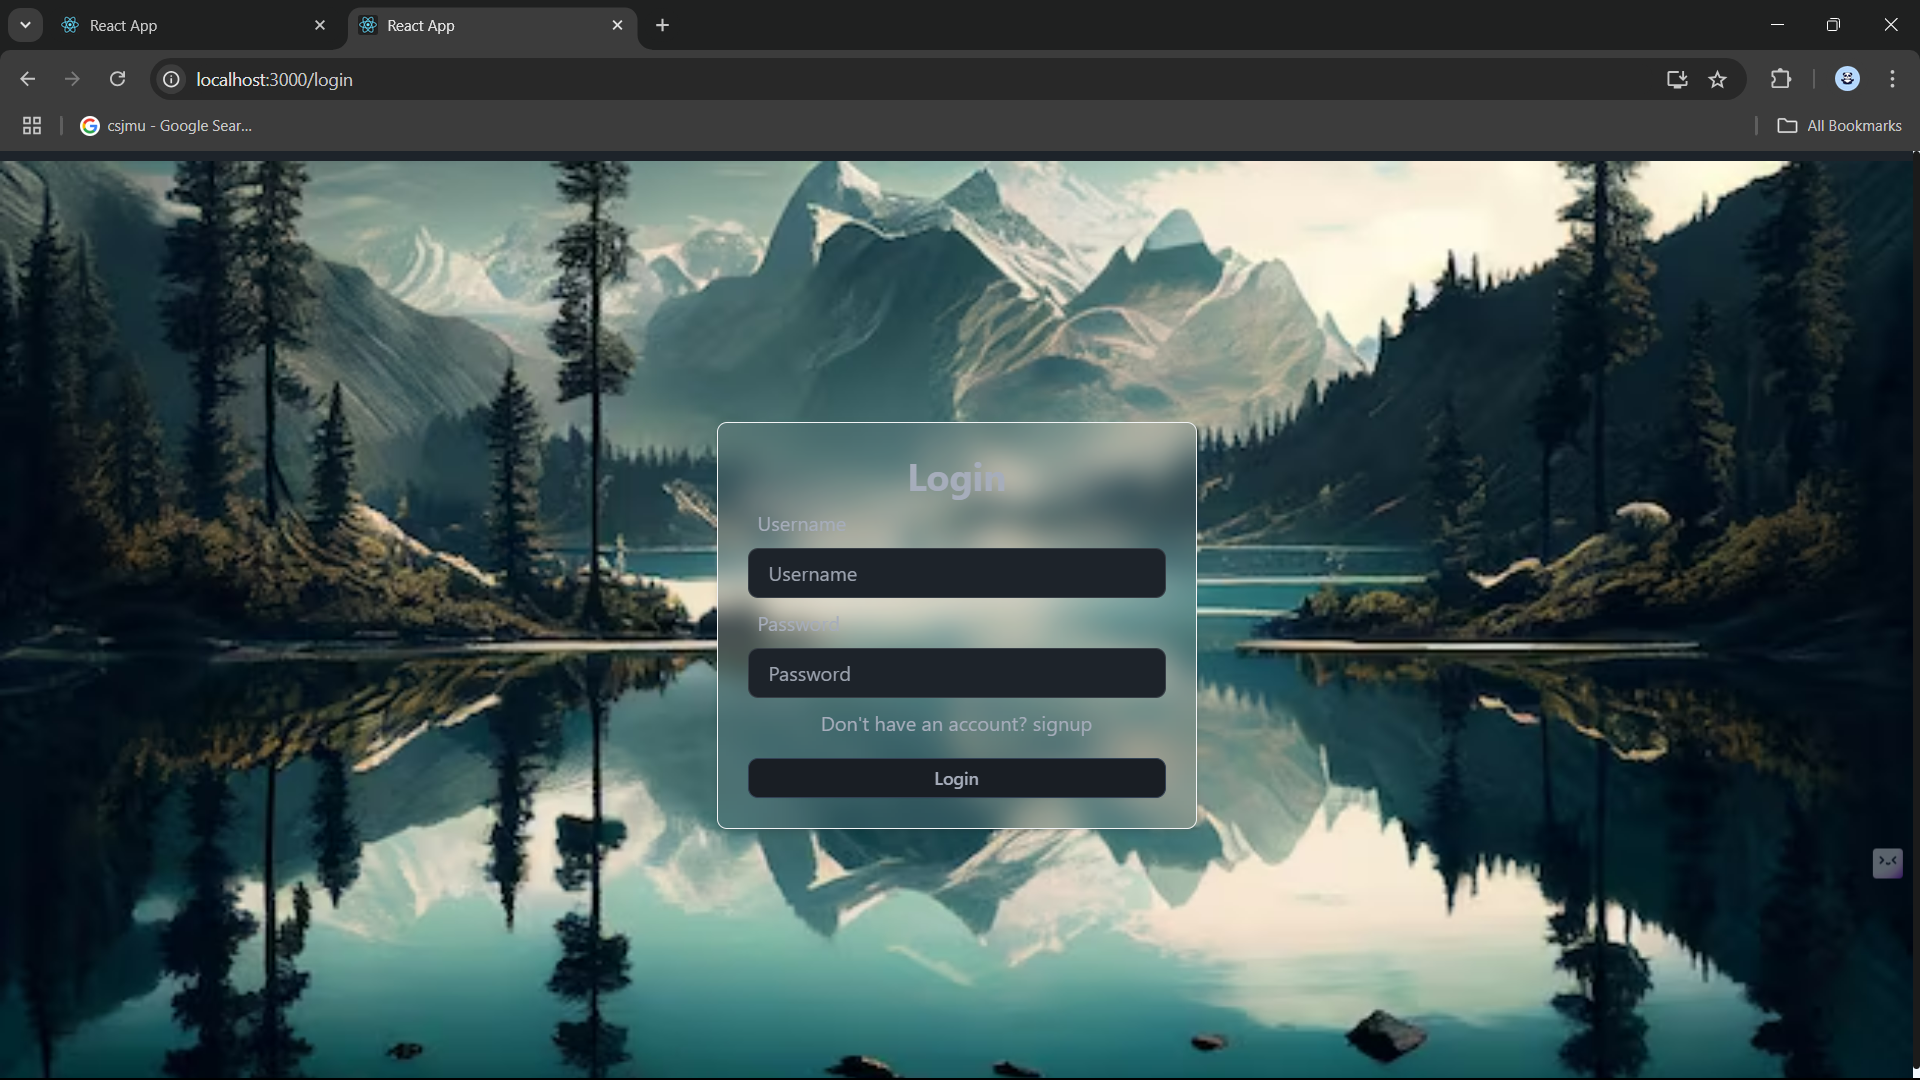 React App
React App
localhost:3000/login
csjmu - Google Sear...
All Bookmarks
Login
Username
Username
Password
Password
Don't have an account? signup
Login